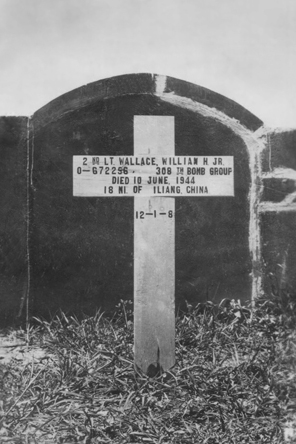 2 ND LT WALLACE, WILLIAM H JR.
O-672256. 308 TH BOMB GROUP
DIED 10 JUNE, 1944
18 MI. OF ILIANG, CHINA
12-1-8